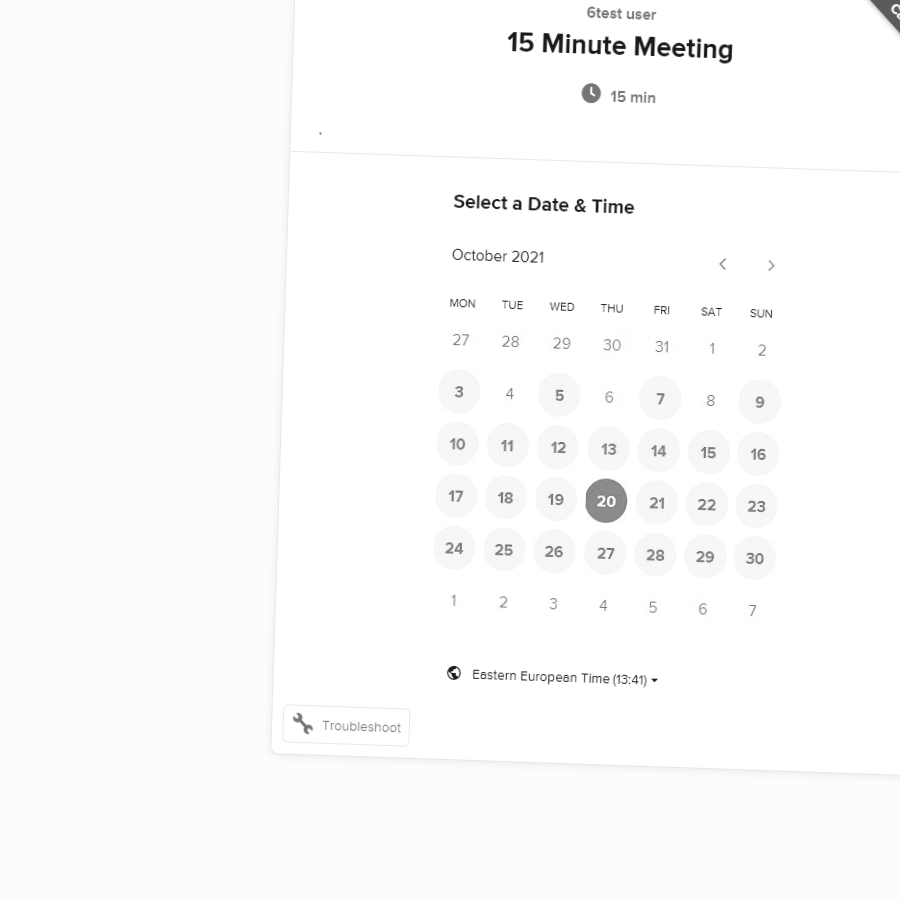 6test user
15 Minute Meeting
15 min
.
Select a Date & Time
October 2021
MON TUE WED THU FRI SAT SUN
27 28 29 30 31 1 2
3 4 5 6 7 8 9
10 11 12 13 14 15 16
17 18 19 20 21 22 23
24 25 26 27 28 29 30
1 2 3 4 5 6 7
Eastern European Time (13:41)
Troubleshoot